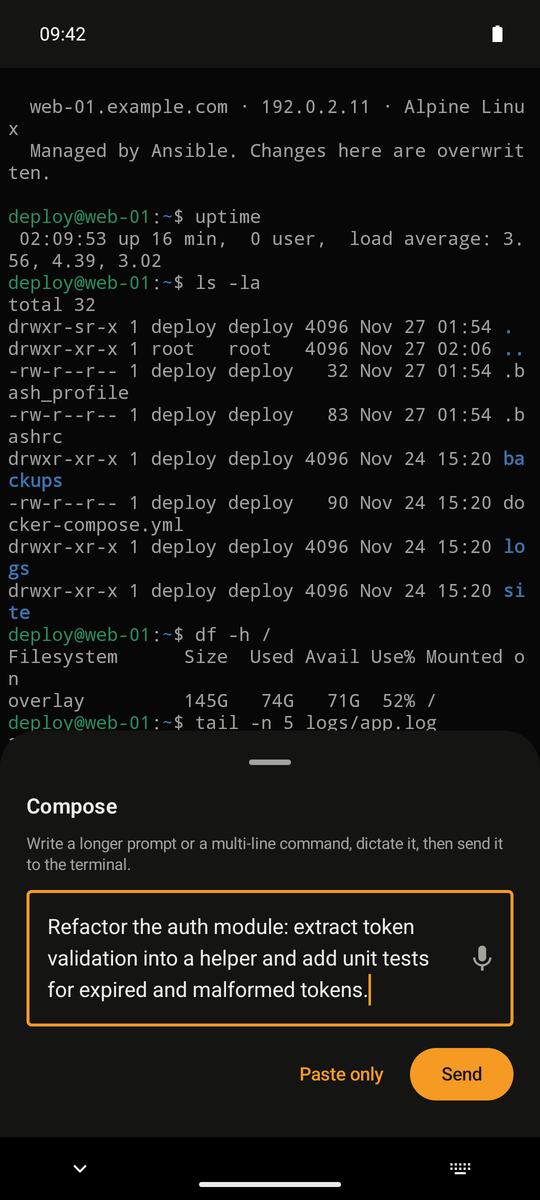 09:42
web-01.example.com · 192.0.2.11 · Alpine Linu
x
Managed by Ansible. Changes here are overwrit
ten.
deploy@web-01:~$ uptime
02:09:53 up 16 min,  0 user,  load average: 3.
56, 4.39, 3.02
deploy@web-01:~$ ls -la
total 32
drwxr-sr-x 1 deploy deploy 4096 Nov 27 01:54 .
drwxr-xr-x 1 root   root   4096 Nov 27 02:06 ..
-rw-r--r-- 1 deploy deploy   32 Nov 27 01:54 .b
ash_profile
-rw-r--r-- 1 deploy deploy   83 Nov 27 01:54 .b
ashrc
drwxr-xr-x 1 deploy deploy 4096 Nov 24 15:20 ba
ckups
-rw-r--r-- 1 deploy deploy   90 Nov 24 15:20 do
cker-compose.yml
drwxr-xr-x 1 deploy deploy 4096 Nov 24 15:20 lo
gs
drwxr-xr-x 1 deploy deploy 4096 Nov 24 15:20 si
te
deploy@web-01:~$ df -h /
Filesystem      Size  Used Avail Use% Mounted o
n
overlay         145G   74G   71G  52% /
deploy@web-01:~$ tail -n 5 logs/app.log
Compose
Write a longer prompt or a multi-line command, dictate it, then send it
to the terminal.
Refactor the auth module: extract token
validation into a helper and add unit tests
for expired and malformed tokens.
Paste only
Send